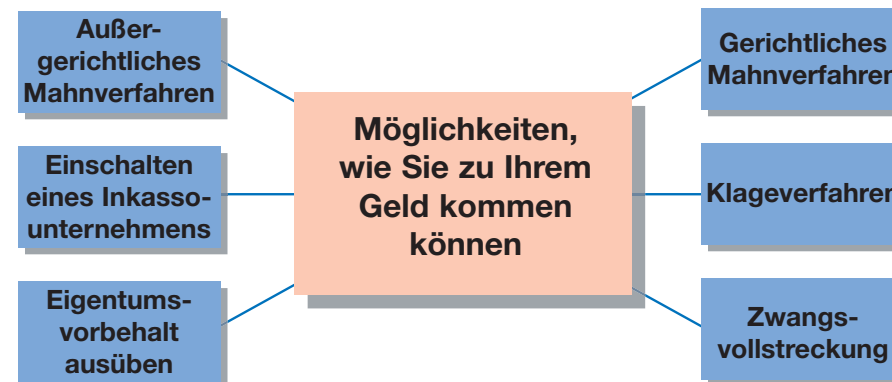 Außer-
gerichtliches
Mahnverfahren
Einschalten
eines Inkasso-
unternehmens
Eigentums-
vorbehalt
ausüben
Möglichkeiten,
wie Sie zu Ihrem
Geld kommen
können
Gerichtliches
Mahnverfahren
Klageverfahren
Zwangs-
vollstreckung